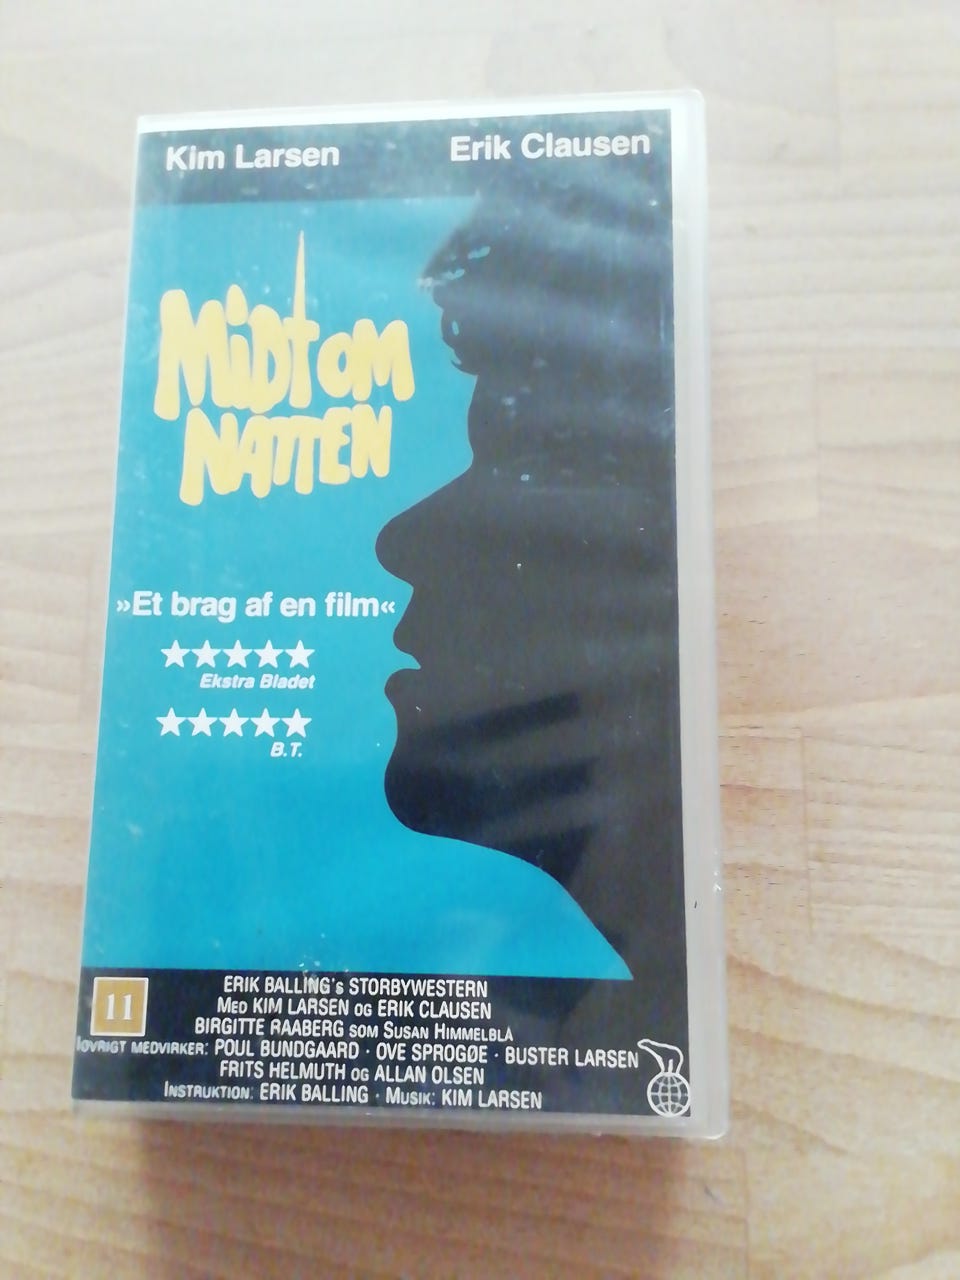 Kim Larsen
Erik Clausen
MiDT OM
NATTEN
»Et brag af en film«
Ekstra Bladet
B.T.
11
ERIK BALLING's STORBYWESTERN
MED KIM LARSEN OG ERIK CLAUSEN
BIRGITTE RAABERG SOM SUSAN HIMMELBLÅ
IØVRIGT MEDVIRKER: POUL BUNDGAARD · OVE SPROGØE · BUSTER LARSEN
FRITS HELMUTH OG ALLAN OLSEN
INSTRUKTION: ERIK BALLING · MUSIK: KIM LARSEN